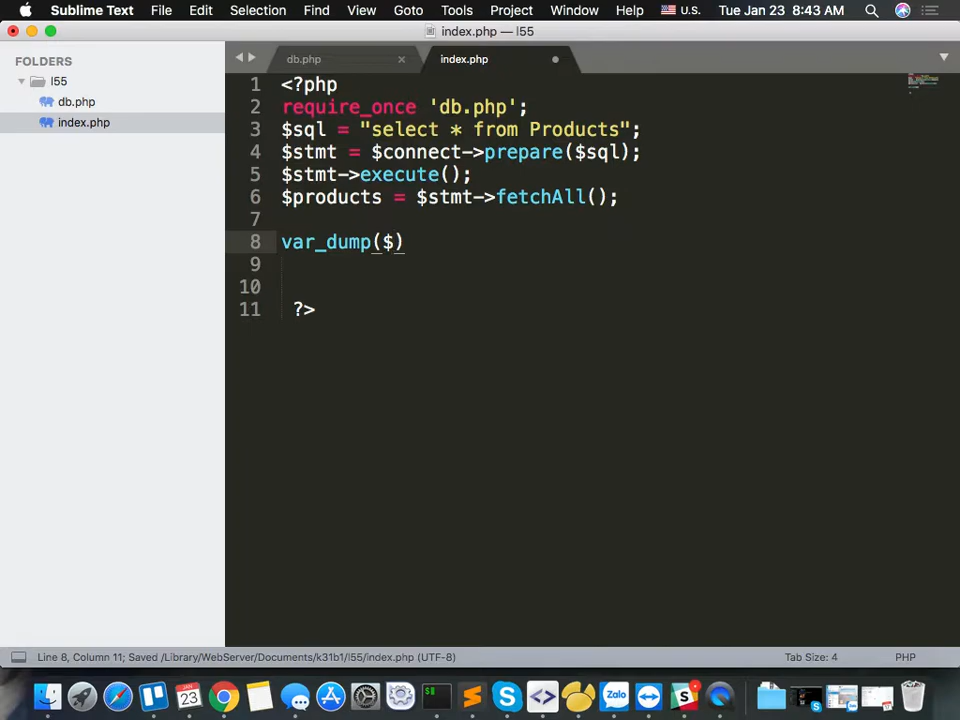 Sublime Text File Edit Selection Find View Goto Tools Project Window Help U.S. Tue Jan 23 8:43 AM
index.php — l55
FOLDERS
l55
db.php
index.php
db.php index.php
1 <?php
2 require_once 'db.php';
3 $sql = "select * from Products";
4 $stmt = $connect->prepare($sql);
5 $stmt->execute();
6 $products = $stmt->fetchAll();
7
8 var_dump($)
9
10
11 ?>
Line 8, Column 11; Saved /Library/WebServer/Documents/k31b1/l55/index.php (UTF-8) Tab Size: 4 PHP
23 Zalo